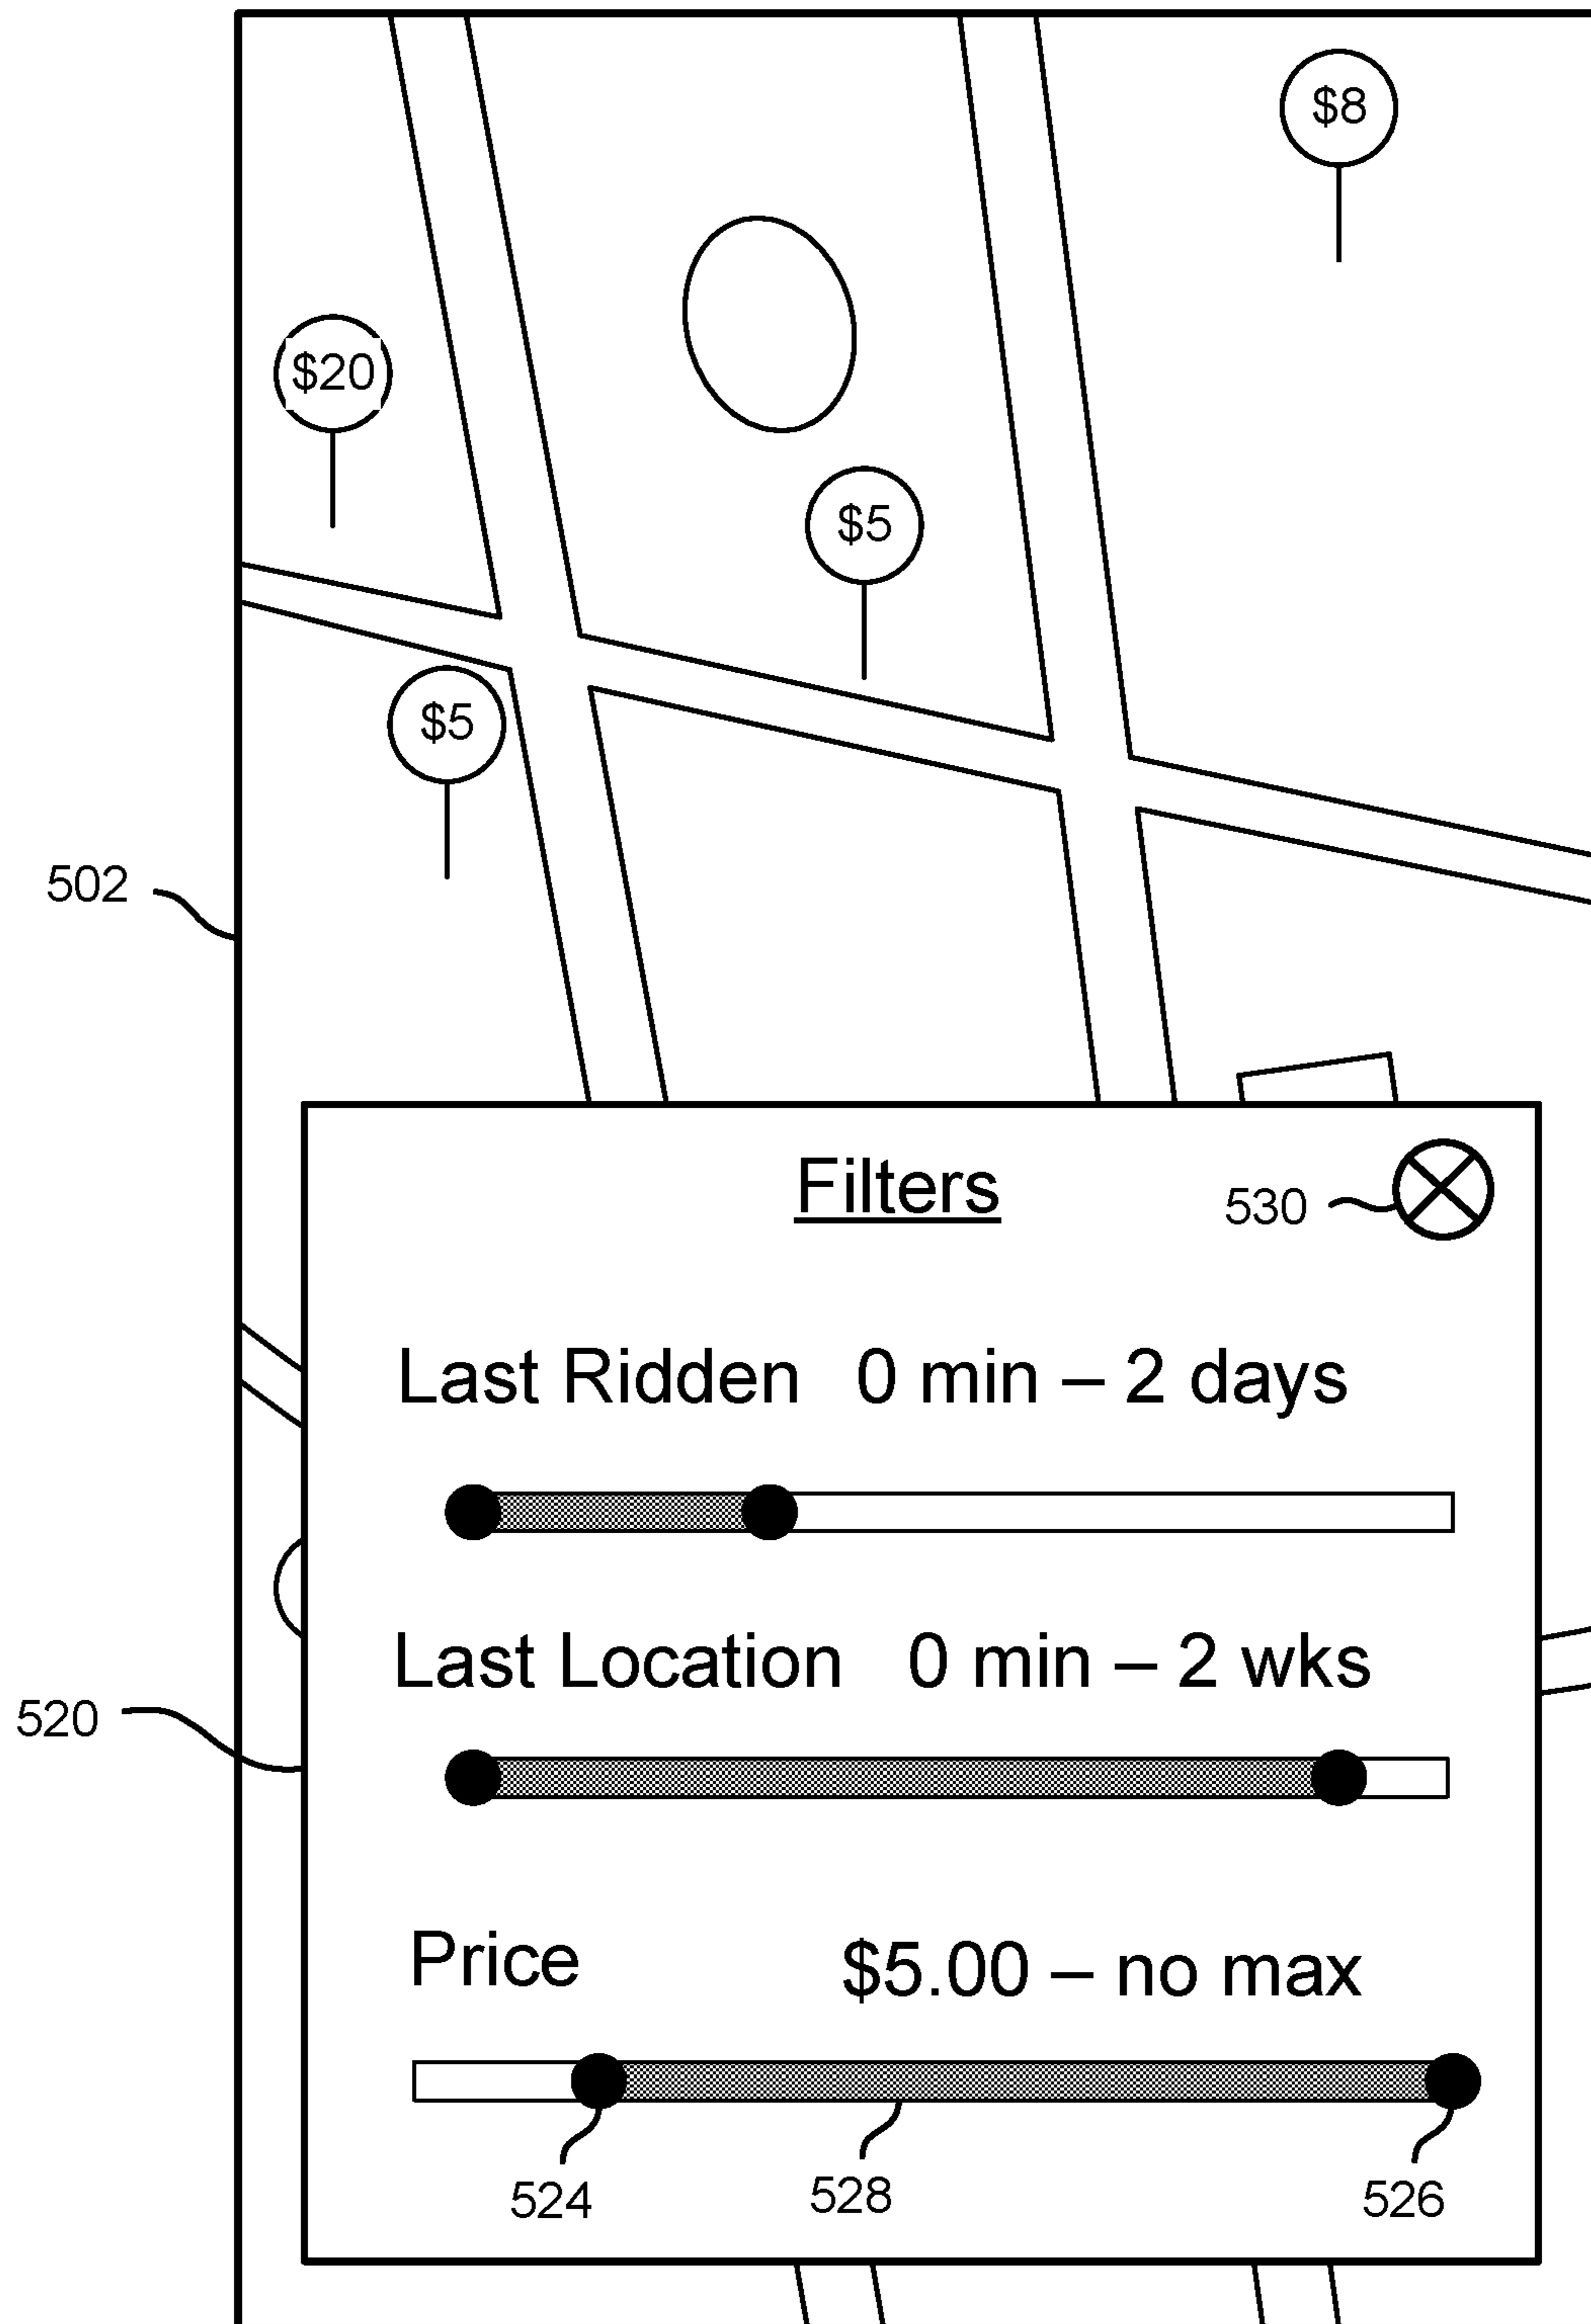 $8
$20
$5
$5
502
Filters
530
Last Ridden 0 min – 2 days
Last Location 0 min – 2 wks
520
Price $5.00 – no max
524 528 526